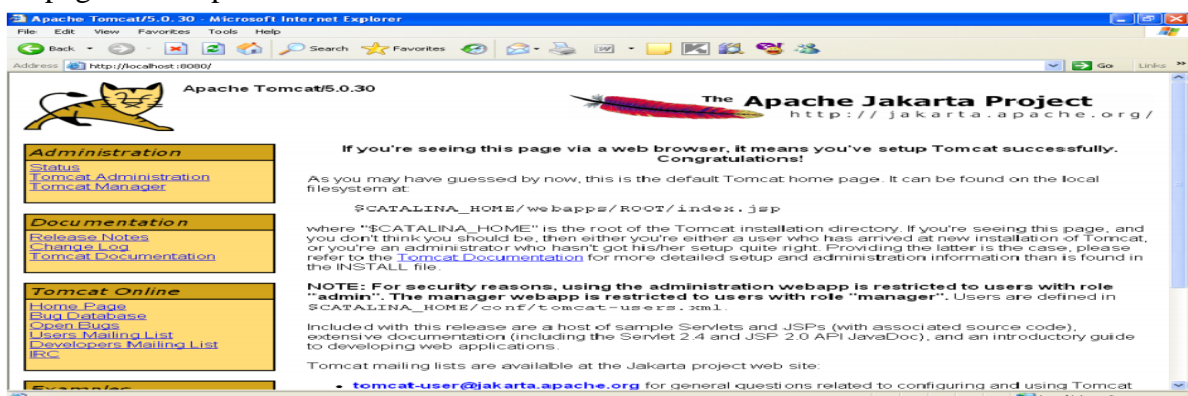 Apache Tomcat/5.0.30 - Microsoft Internet Explorer
File Edit View Favorites Tools Help
Back Search Favorites
Address http://localhost:8080/ Go Links »
Apache Tomcat/5.0.30
The Apache Jakarta Project
http://jakarta.apache.org/
Administration
Status
Tomcat Administration
Tomcat Manager
Documentation
Release Notes
Change Log
Tomcat Documentation
Tomcat Online
Home Page
Bug Database
Open Bugs
Users Mailing List
Developers Mailing List
IRC
Examples
If you're seeing this page via a web browser, it means you've setup Tomcat successfully.
Congratulations!
As you may have guessed by now, this is the default Tomcat home page. It can be found on the local
filesystem at:
$CATALINA_HOME/webapps/ROOT/index.jsp
where "$CATALINA_HOME" is the root of the Tomcat installation directory. If you're seeing this page, and
you don't think you should be, then either you're either a user who has arrived at new installation of Tomcat,
or you're an administrator who hasn't got his/her setup quite right. Providing the latter is the case, please
refer to the Tomcat Documentation for more detailed setup and administration information than is found in
the INSTALL file.
NOTE: For security reasons, using the administration webapp is restricted to users with role
"admin". The manager webapp is restricted to users with role "manager". Users are defined in
$CATALINA_HOME/conf/tomcat-users.xml.
Included with this release are a host of sample Servlets and JSPs (with associated source code),
extensive documentation (including the Servlet 2.4 and JSP 2.0 API JavaDoc), and an introductory guide
to developing web applications.
Tomcat mailing lists are available at the Jakarta project web site:
• tomcat-user@jakarta.apache.org for general questions related to configuring and using Tomcat